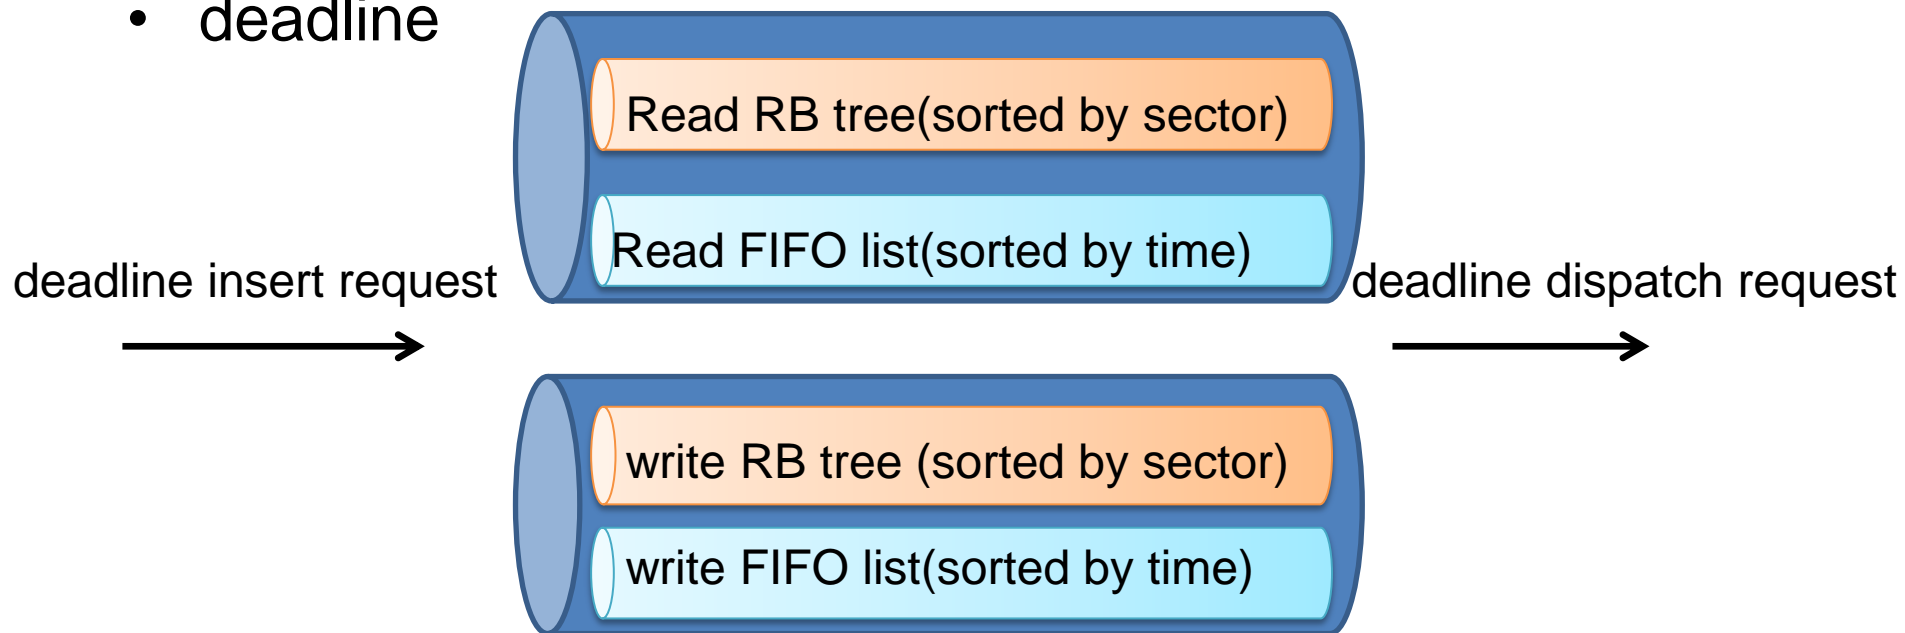 • deadline
Read RB tree(sorted by sector)
Read FIFO list(sorted by time)
deadline insert request
deadline dispatch request
write RB tree (sorted by sector)
write FIFO list(sorted by time)